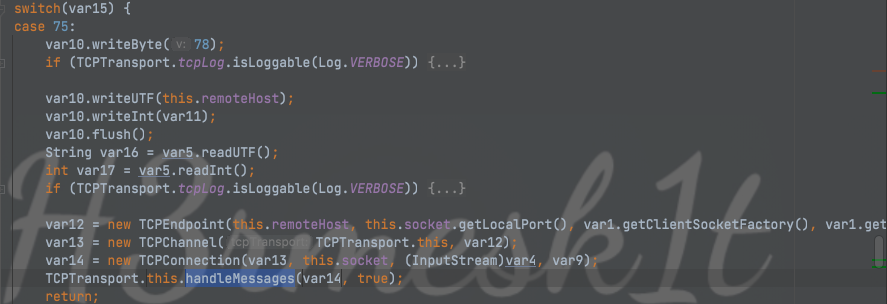 switch(var15) {
case 75:
var10.writeByte( v: 78);
if (TCPTransport.tcpLog.isLoggable(Log.VERBOSE)) {...}
var10.writeUTF(this.remoteHost);
var10.writeInt(var11);
var10.flush();
String var16 = var5.readUTF();
int var17 = var5.readInt();
if (TCPTransport.tcpLog.isLoggable(Log.VERBOSE)) {...}
var12 = new TCPEndpoint(this.remoteHost, this.socket.getLocalPort(), var1.getClientSocketFactory(), var1.get
var13 = new TCPChannel( tcpTransport: TCPTransport.this, var12);
var14 = new TCPConnection(var13, this.socket, (InputStream)var4, var9);
TCPTransport.this.handleMessages(var14, true);
return;
H3rmesk1t